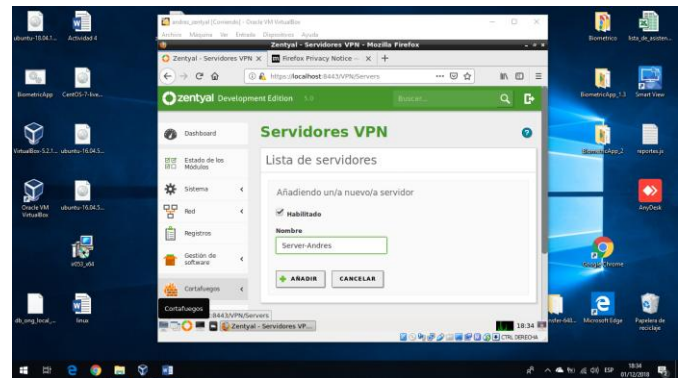 andres_zentyal [Corriendo] - Oracle VM VirtualBox
Archivo Máquina Ver Entrada Dispositivos Ayuda
Zentyal - Servidores VPN - Mozilla Firefox
Zentyal - Servidores VPN
Firefox Privacy Notice
https://localhost:8443/VPN/Servers
zentyal Development Edition 5.0
Buscar...
Dashboard
Estado de los Módulos
Sistema
Red
Registros
Gestión de software
Cortafuegos
Cortafuegos
Servidores VPN
Lista de servidores
Añadiendo un/a nuevo/a servidor
Habilitado
Nombre
Server-Andres
AÑADIR
CANCELAR
:8443/VPN/Servers
Zentyal - Servidores VP...
18:34
CTRL DERECHA
ubuntu-18.04.1...
Actividad 4
BiometricApp
CentOS-7-live...
VirtualBox-5.2.1...
ubuntu-16.04.5...
Oracle VM VirtualBox
ubuntu-16.04.5...
linux
Biometrico
lista_de_asisten...
BiometricApp_1.3
Smart View
BiometricApp_2
reportes.js
AnyDesk
Google Chrome
Microsoft Edge
Papelera de reciclaje
ESP
18:34
01/12/2018